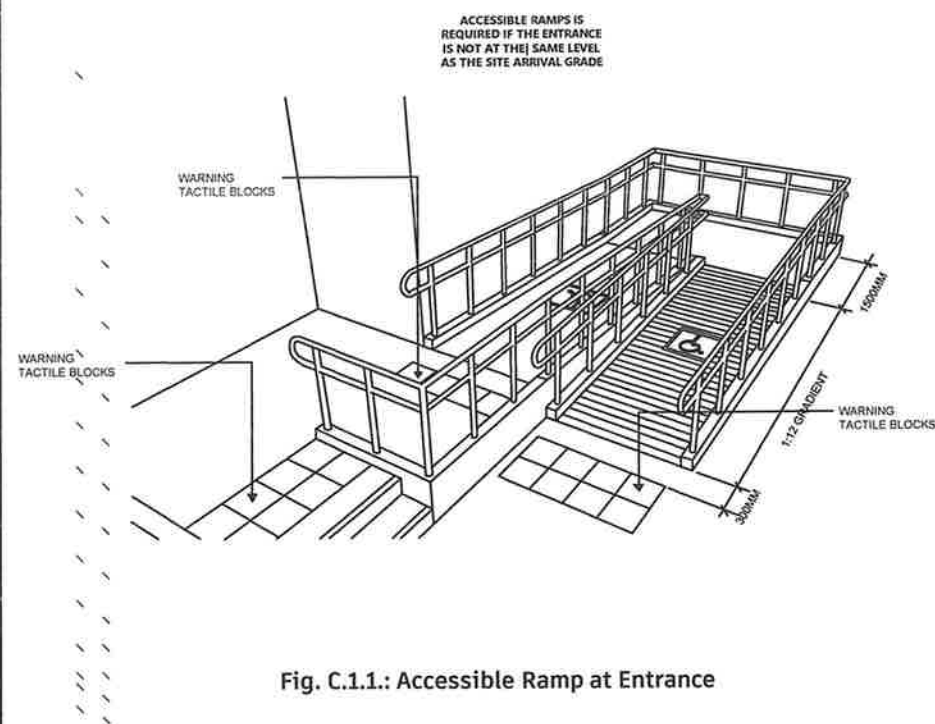 ACCESSIBLE RAMPS IS
REQUIRED IF THE ENTRANCE
IS NOT AT THE| SAME LEVEL
AS THE SITE ARRIVAL GRADE
WARNING
TACTILE BLOCKS
WARNING
TACTILE BLOCKS
1500MM
1:12 GRADIENT
WARNING
TACTILE BLOCKS
300MM
Fig. C.1.1.: Accessible Ramp at Entrance